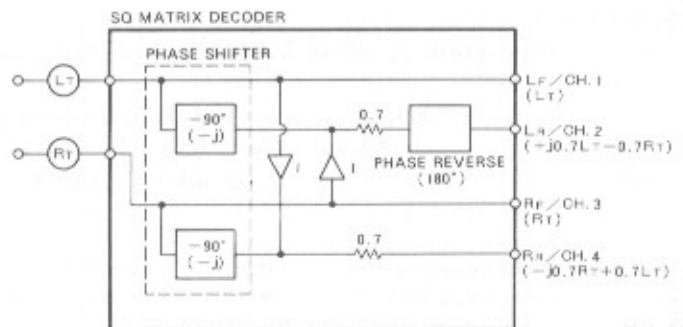 SQ MATRIX DECODER
PHASE SHIFTER
LT
LF/CH.1
(LT)
-90°
(-j)
0.7
LR/CH.2
(+j0.7LT-0.7RT)
1
1
PHASE REVERSE
(180°)
RT
RF/CH.3
(RT)
-90°
(-j)
0.7
RR/CH.4
(-j0.7RT+0.7LT)